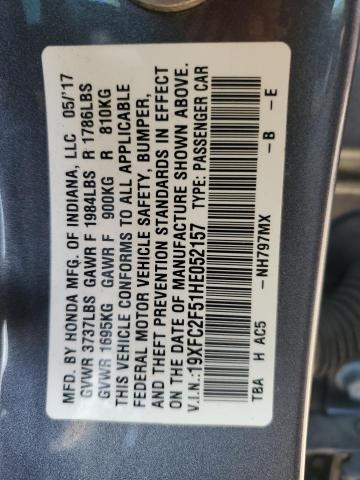 MFD. BY HONDA MFG. OF INDIANA, LLC 05/'17
GVWR 3737LBS GAWR F 1984LBS R 1786LBS
GVWR 1695KG GAWR F 900KG R 810KG
THIS VEHICLE CONFORMS TO ALL APPLICABLE
FEDERAL MOTOR VEHICLE SAFETY, BUMPER,
AND THEFT PREVENTION STANDARDS IN EFFECT
ON THE DATE OF MANUFACTURE SHOWN ABOVE.
V.I.N.:19XFC2F51HE052157 TYPE: PASSENGER CAR
TBA H AC5 -NH797MX -B -E